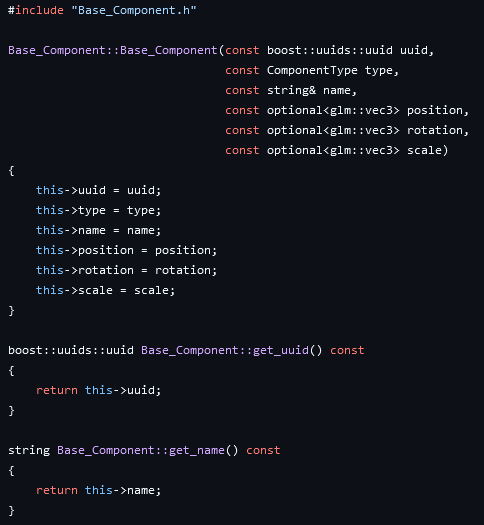 #include "Base_Component.h"

Base_Component::Base_Component(const boost::uuids::uuid uuid,
                               const ComponentType type,
                               const string& name,
                               const optional<glm::vec3> position,
                               const optional<glm::vec3> rotation,
                               const optional<glm::vec3> scale)
{
    this->uuid = uuid;
    this->type = type;
    this->name = name;
    this->position = position;
    this->rotation = rotation;
    this->scale = scale;
}

boost::uuids::uuid Base_Component::get_uuid() const
{
    return this->uuid;
}

string Base_Component::get_name() const
{
    return this->name;
}